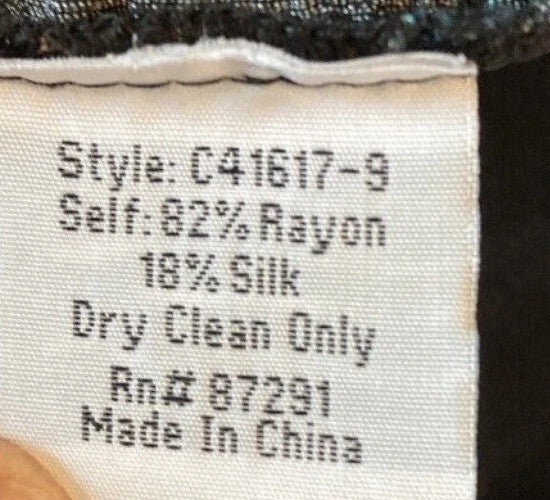 Style: C41617-9
Self: 82% Rayon
18% Silk
Dry Clean Only
Rn# 87291
Made In China